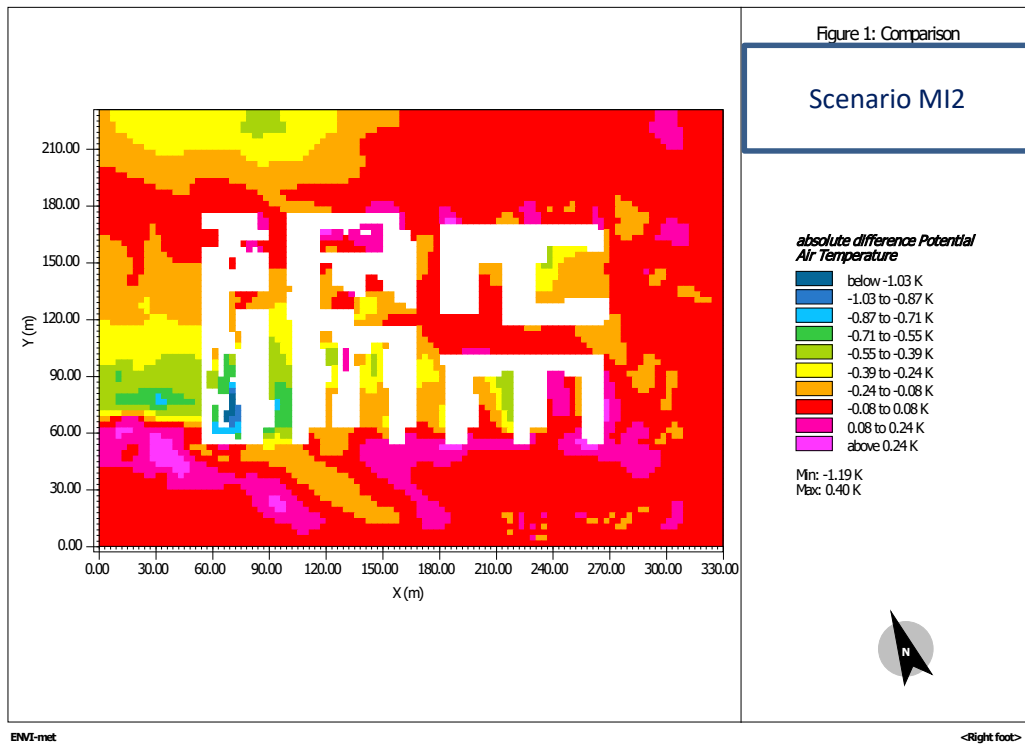 Figure 1: Comparison
Scenario MI2
210.00
180.00
150.00
120.00
90.00
60.00
30.00
0.00
Y (m)
0.00 30.00 60.00 90.00 120.00 150.00 180.00 210.00 240.00 270.00 300.00 330.00
X (m)
absolute difference Potential
Air Temperature
below -1.03 K
-1.03 to -0.87 K
-0.87 to -0.71 K
-0.71 to -0.55 K
-0.55 to -0.39 K
-0.39 to -0.24 K
-0.24 to -0.08 K
-0.08 to 0.08 K
0.08 to 0.24 K
above 0.24 K
Min: -1.19 K
Max: 0.40 K
N
ENVI-met
<Right foot>